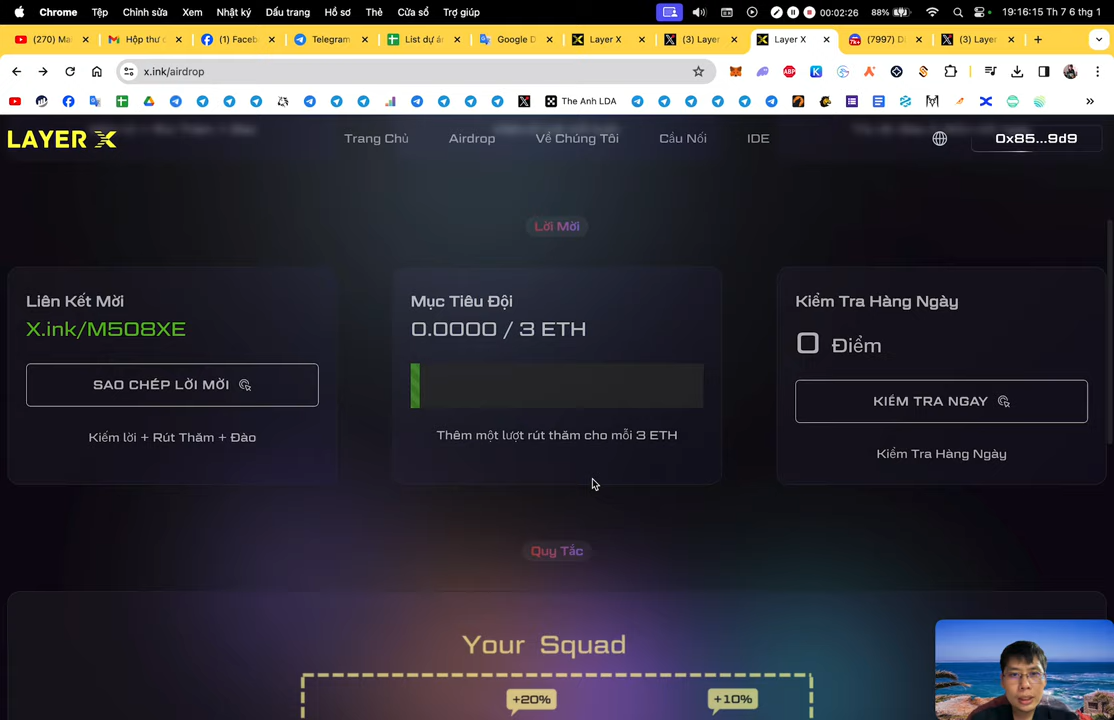 Chrome Tệp Chỉnh sửa Xem Nhật ký Dấu trang Hồ sơ Thẻ Cửa sổ Trợ giúp 00:02:26 88% 19:16:15 Th 7 6 thg 1
(270) Ma Hộp thư (1) Faceb Telegram List dự á Google D Layer X (3) Layer Layer X (7997) D (3) Layer
x.ink/airdrop
The Anh LDA
LAYER X Trang Chủ Airdrop Về Chúng Tôi Cầu Nối IDE 0x85...9d9
Lời Mời
Liên Kết Mời
X.ink/M508XE
SAO CHÉP LỜI MỜI
Kiếm lời + Rút Thăm + Đào
Mục Tiêu Đội
0.0000 / 3 ETH
Thêm một lượt rút thăm cho mỗi 3 ETH
Kiểm Tra Hàng Ngày
0 Điểm
KIỂM TRA NGAY
Kiểm Tra Hàng Ngày
Quy Tắc
Your Squad
+20% +10%